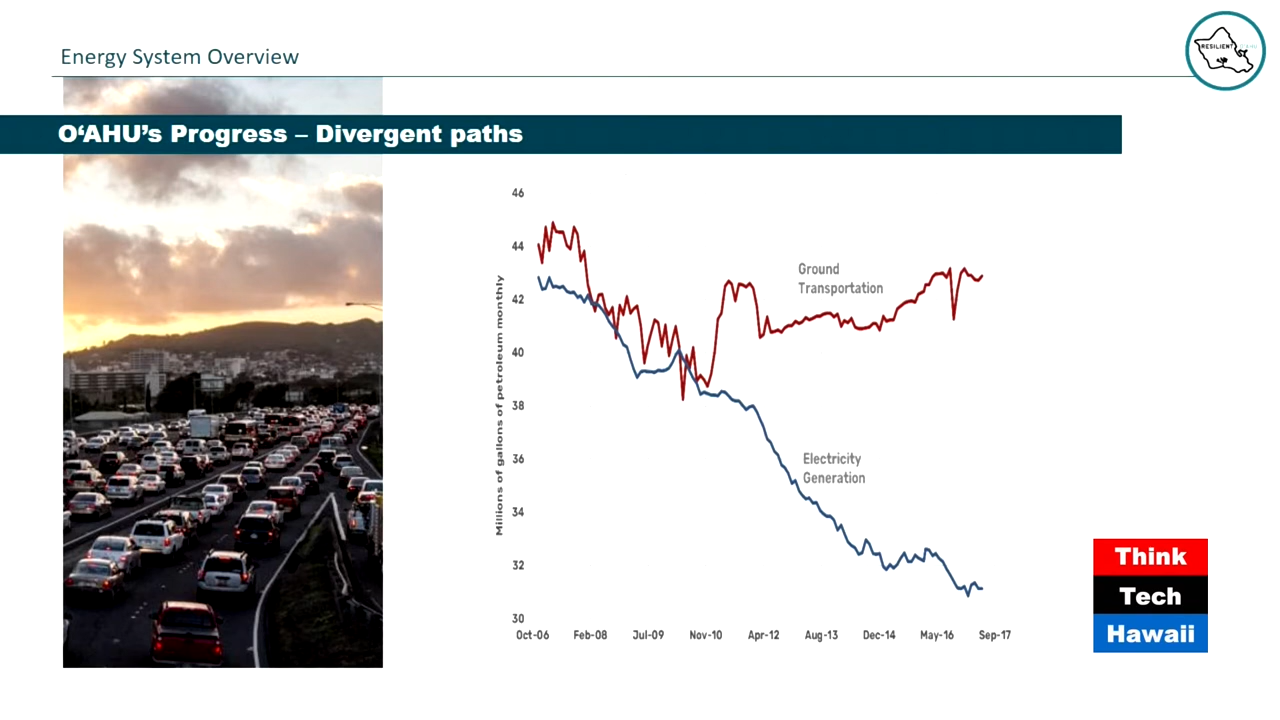 Energy System Overview
RESILIENT
O‘AHU’s Progress – Divergent paths
46
44
42
40
38
36
34
32
30
Millions of gallons of petroleum monthly
Ground
Transportation
Electricity
Generation
Oct-06 Feb-08 Jul-09 Nov-10 Apr-12 Aug-13 Dec-14 May-16 Sep-17
Think
Tech
Hawaii